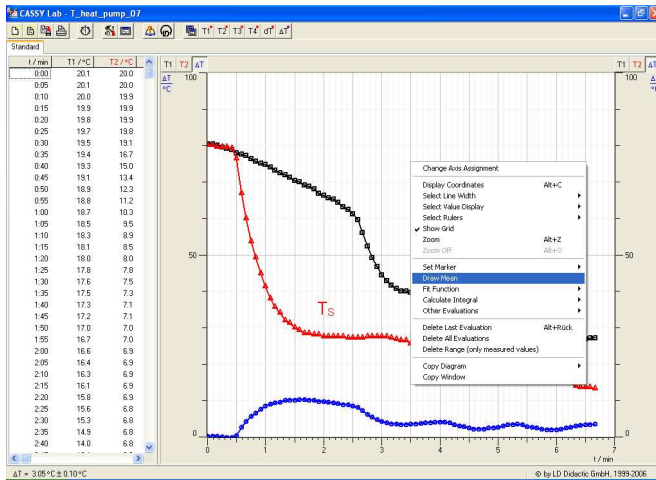 CASSY Lab - T_heat_pump_07
T1 T2 T3 T4 dT ΔT
Standard
t / min T1 / °C T2 / °C
0:00 20.1 20.0
0:05 20.1 20.0
0:10 20.0 19.9
0:15 19.9 19.9
0:20 19.8 19.9
0:25 19.7 19.8
0:30 19.5 19.1
0:35 19.4 16.7
0:40 19.3 15.0
0:45 19.1 13.4
0:50 18.9 12.3
0:55 18.8 11.2
1:00 18.7 10.3
1:05 18.5 9.5
1:10 18.3 8.9
1:15 18.1 8.5
1:20 18.0 8.0
1:25 17.8 7.8
1:30 17.6 7.5
1:35 17.5 7.3
1:40 17.3 7.1
1:45 17.2 7.1
1:50 17.0 7.0
1:55 16.7 7.0
2:00 16.6 6.9
2:05 16.4 6.9
2:10 16.3 6.9
2:15 16.1 6.9
2:20 15.8 6.9
2:25 15.6 6.8
2:30 15.3 6.8
2:35 14.9 6.8
2:40 14.0 6.8
T1 T2 ΔT
T1 T2 ΔT
ΔT
°C
100
100
50
50
0
0
0 1 2 3 4 5 6 7
t / min
Ts
Change Axis Assignment
Display Coordinates Alt+C
Select Line Width
Select Value Display
Select Rulers
Show Grid
Zoom Alt+Z
Zoom Off Alt+O
Set Marker
Draw Mean
Fit Function
Calculate Integral
Other Evaluations
Delete Last Evaluation Alt+Rück
Delete All Evaluations
Delete Range (only measured values)
Copy Diagram
Copy Window
ΔT = 3.05 °C ± 0.10 °C
© by LD Didactic GmbH, 1999-2006